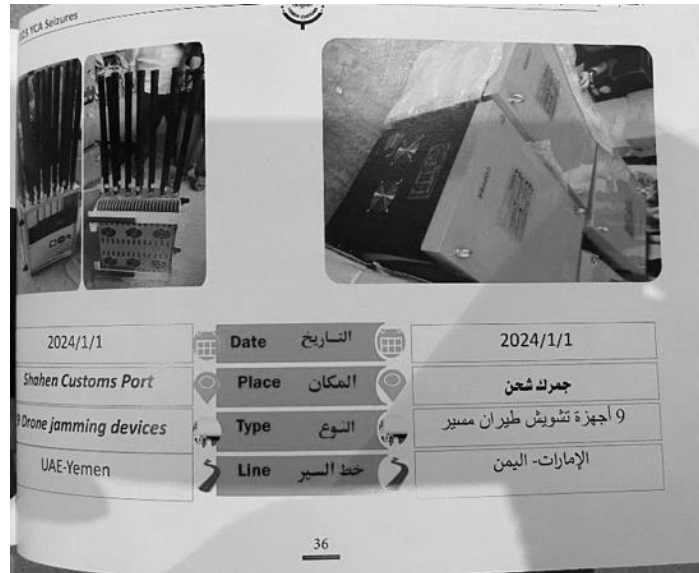 YCA Seizures
2024/1/1 Date التاريخ 2024/1/1
Shahen Customs Port Place المكان جمرك شحن
9 Drone jamming devices Type النوع 9 أجهزة تشويش طيران مسير
UAE-Yemen Line خط السير الإمارات- اليمن
36